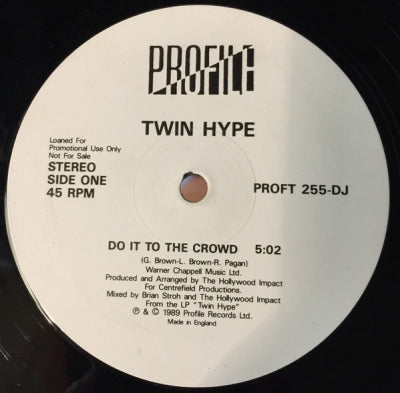 PROFILE
TWIN HYPE
Loaned For
Promotional Use Only
Not For Sale
STEREO
SIDE ONE
45 RPM
PROFT 255-DJ
DO IT TO THE CROWD 5:02
(G. Brown-L. Brown-R. Pagan)
Warner Chappell Music Ltd.
Produced and Arranged by The Hollywood Impact
For Centrefield Productions.
Mixed by Brian Stroh and The Hollywood Impact
From the LP "Twin Hype"
℗ & © 1989 Profile Records Ltd.
Made in England